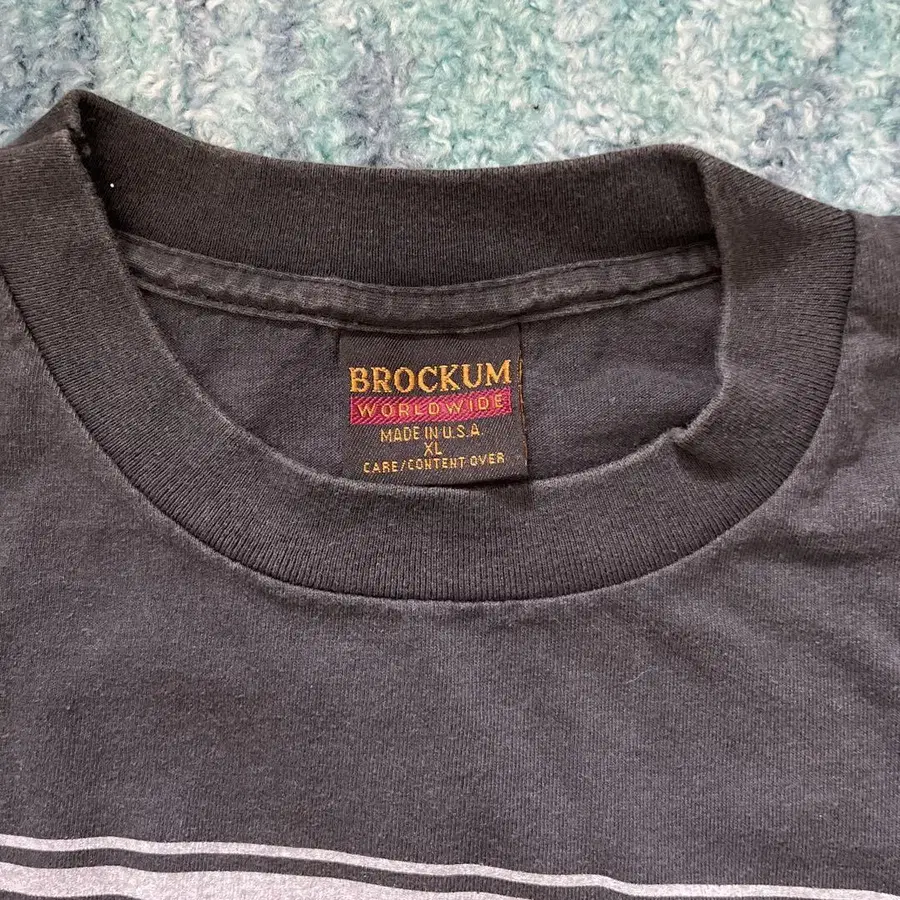 BROCKUM
WORLDWIDE
MADE IN U.S.A.
XL
CARE/CONTENT OVER